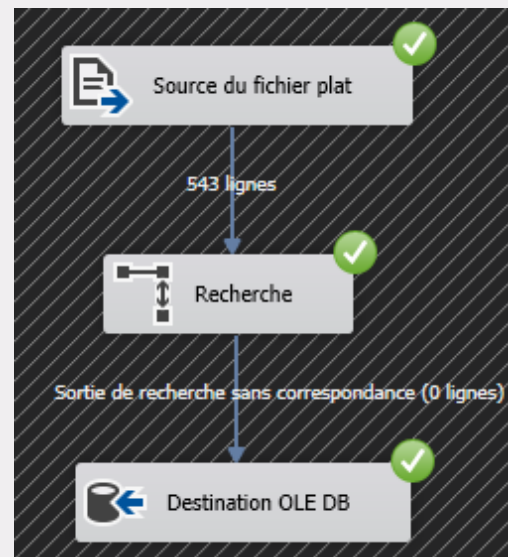 Source du fichier plat
543 lignes
Recherche
Sortie de recherche sans correspondance (0 lignes)
Destination OLE DB